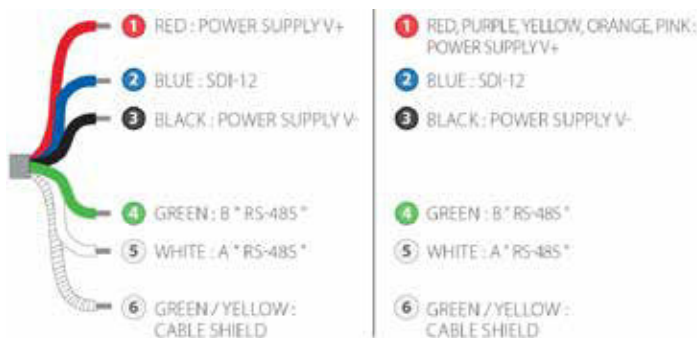 1 RED : POWER SUPPLY V+
2 BLUE : SDI-12
3 BLACK : POWER SUPPLY V-
4 GREEN : B " RS-485 "
5 WHITE : A " RS-485 "
6 GREEN / YELLOW :
CABLE SHIELD
1 RED, PURPLE, YELLOW, ORANGE, PINK :
POWER SUPPLY V+
2 BLUE : SDI-12
3 BLACK : POWER SUPPLY V-
4 GREEN : B " RS-485 "
5 WHITE : A " RS-485 "
6 GREEN / YELLOW :
CABLE SHIELD